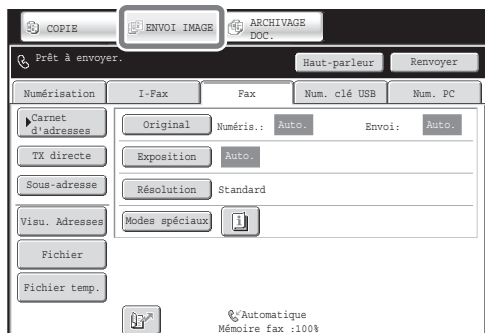 COPIE
ENVOI IMAGE
ARCHIVAGE
DOC.
Prêt à envoyer.
Haut-parleur
Renvoyer
Numérisation
I-Fax
Fax
Num. clé USB
Num. PC
Carnet
d'adresses
Original
Numéris.: Auto.
Envoi: Auto.
TX directe
Exposition
Auto.
Sous-adresse
Résolution
Standard
Visu. Adresses
Modes spéciaux
Fichier
Fichier temp.
Automatique
Mémoire fax :100%